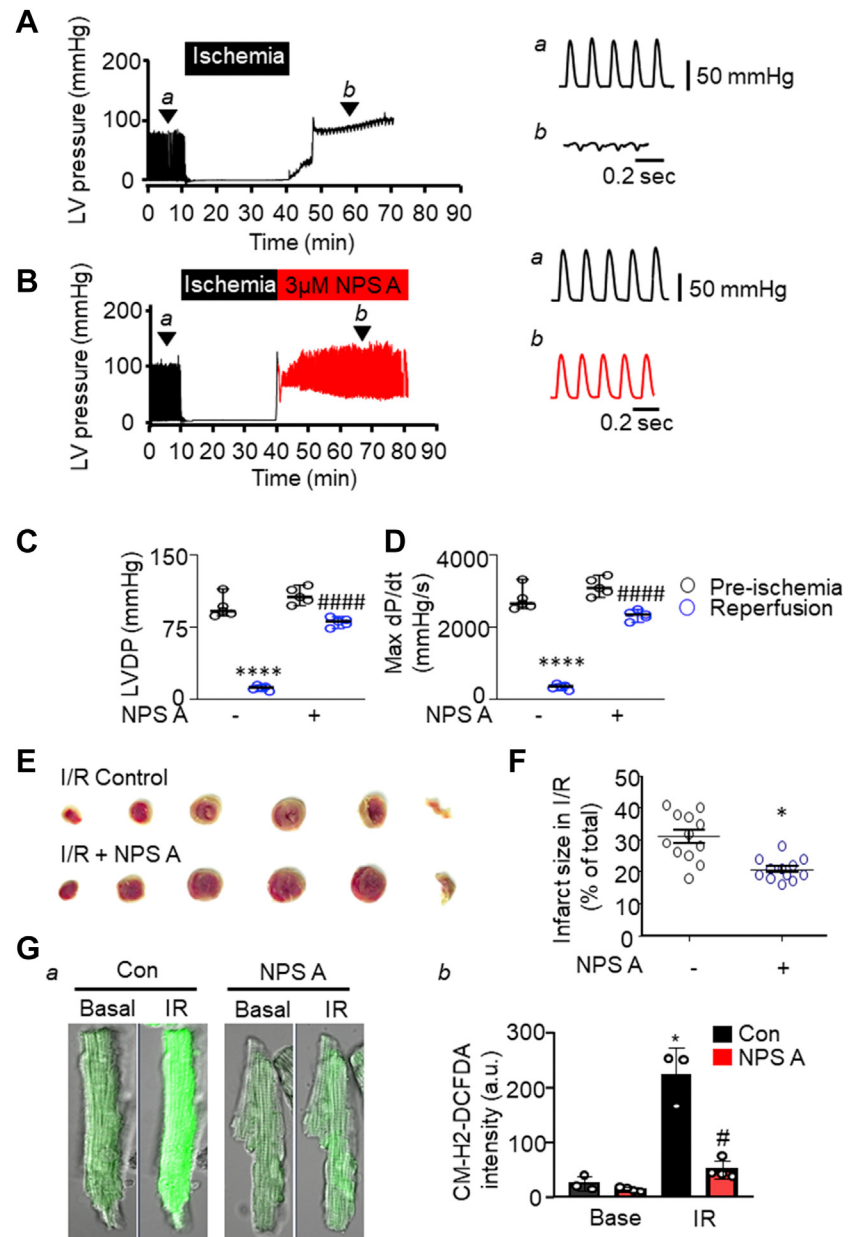 A
Ischemia
LV pressure (mmHg)
200
100
0
a
b
0 10 20 30 40 50 60 70 80 90
Time (min)
a
50 mmHg
b
0.2 sec
B
Ischemia 3µM NPS A
LV pressure (mmHg)
200
100
0
a
b
0 10 20 30 40 50 60 70 80 90
Time (min)
a
50 mmHg
b
0.2 sec
C
LVDP (mmHg)
150
75
0
****
####
NPS A - +
D
Max dP/dt
(mmHg/s)
4000
2000
0
****
####
NPS A - +
Pre-ischemia
Reperfusion
E
I/R Control
I/R + NPS A
F
Infarct size in I/R
(% of total)
50
40
30
20
10
0
*
NPS A - +
G
a
Con NPS A
Basal IR Basal IR
b
CM-H2-DCFDA
intensity (a.u.)
300
200
100
0
*
#
Con
NPS A
Base IR